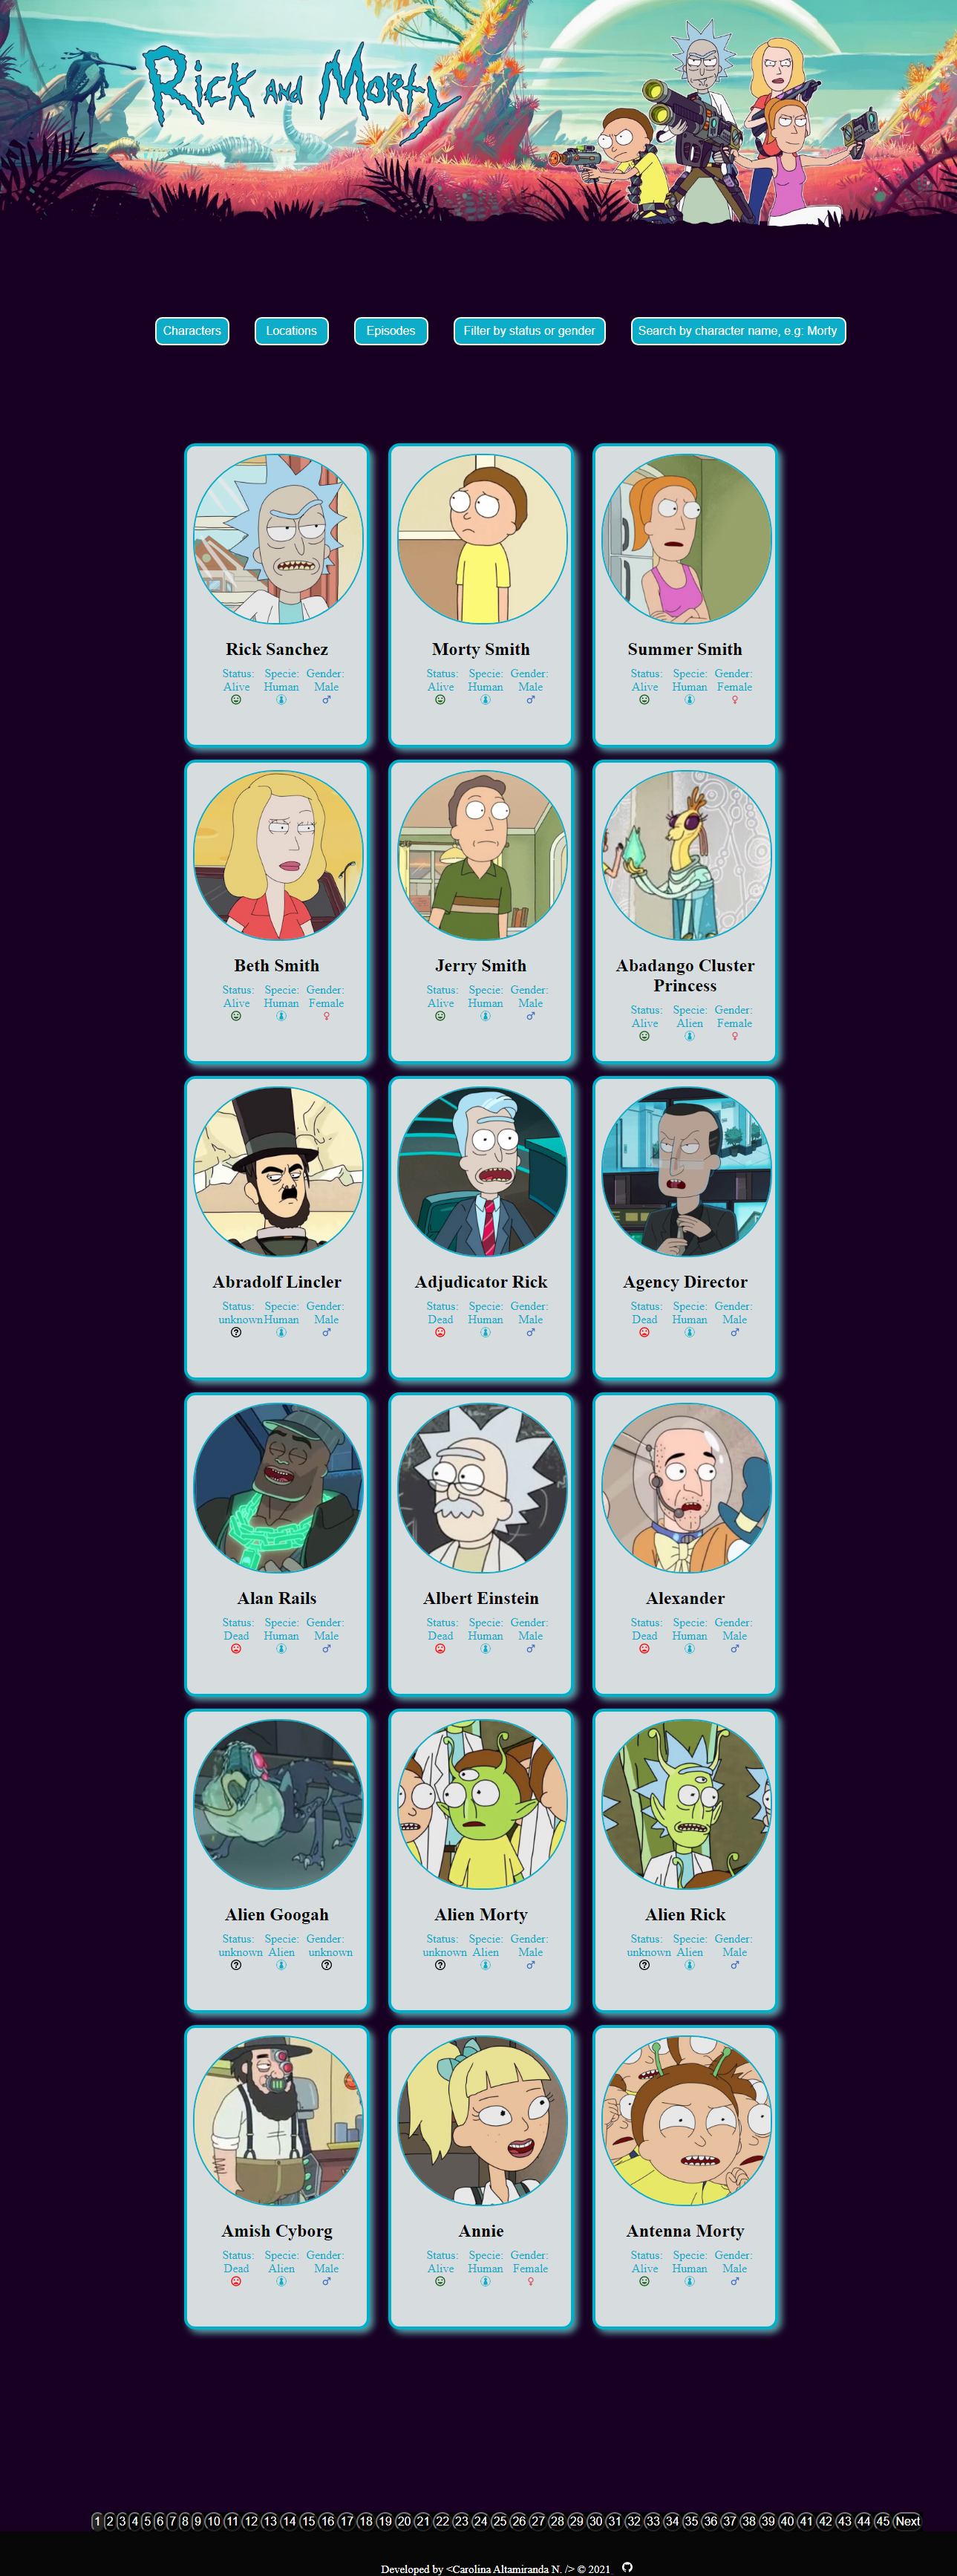 Rick and Morty
Characters Locations Episodes Filter by status or gender Search by character name, e.g: Morty
Rick Sanchez
Status: Specie: Gender:
Alive Human Male
Morty Smith
Status: Specie: Gender:
Alive Human Male
Summer Smith
Status: Specie: Gender:
Alive Human Female
Beth Smith
Status: Specie: Gender:
Alive Human Female
Jerry Smith
Status: Specie: Gender:
Alive Human Male
Abadango Cluster
Princess
Status: Specie: Gender:
Alive Alien Female
Abradolf Lincler
Status: Specie: Gender:
unknown Human Male
Adjudicator Rick
Status: Specie: Gender:
Dead Human Male
Agency Director
Status: Specie: Gender:
Dead Human Male
Alan Rails
Status: Specie: Gender:
Dead Human Male
Albert Einstein
Status: Specie: Gender:
Dead Human Male
Alexander
Status: Specie: Gender:
Dead Human Male
Alien Googah
Status: Specie: Gender:
unknown Alien unknown
Alien Morty
Status: Specie: Gender:
unknown Alien Male
Alien Rick
Status: Specie: Gender:
unknown Alien Male
Amish Cyborg
Status: Specie: Gender:
Dead Alien Male
Annie
Status: Specie: Gender:
Alive Human Female
Antenna Morty
Status: Specie: Gender:
Alive Human Male
1 2 3 4 5 6 7 8 9 10 11 12 13 14 15 16 17 18 19 20 21 22 23 24 25 26 27 28 29 30 31 32 33 34 35 36 37 38 39 40 41 42 43 44 45 Next
Developed by <Carolina Altamiranda N. /> © 2021